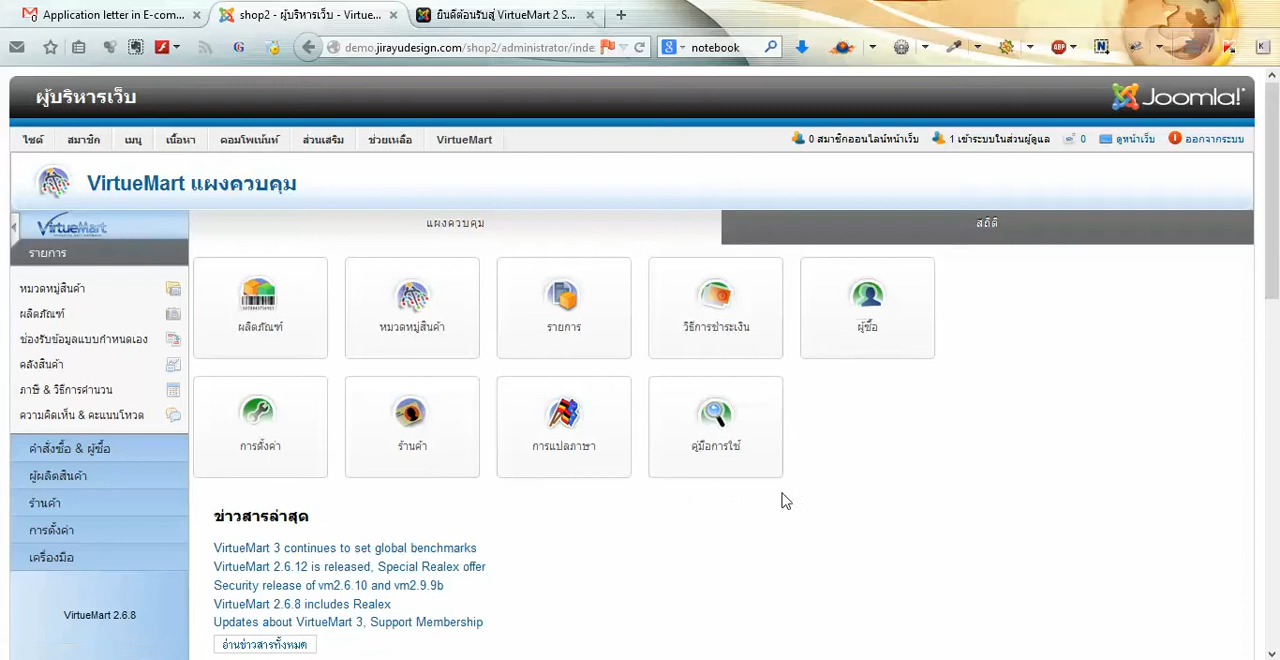 Application letter in E-com...
shop2 - ผู้บริหารเว็บ - Virtue...
ยินดีต้อนรับสู่ VirtueMart 2 S...
demo.jirayudesign.com/shop2/administrator/inde
notebook
ผู้บริหารเว็บ
Joomla!
ไซต์ สมาชิก เมนู เนื้อหา คอมโพเน้นท์ ส่วนเสริม ช่วยเหลือ VirtueMart
0 สมาชิกออนไลน์หน้าเว็บ 1 เข้าระบบในส่วนผู้ดูแล 0 ดูหน้าเว็บ ออกจากระบบ
VirtueMart แผงควบคุม
VirtueMart
แผงควบคุม สถิติ
รายการ
หมวดหมู่สินค้า
ผลิตภัณฑ์
ช่องรับข้อมูลแบบกำหนดเอง
คลังสินค้า
ภาษี & วิธีการคำนวน
ความคิดเห็น & คะแนนโหวต
คำสั่งซื้อ & ผู้ซื้อ
ผู้ผลิตสินค้า
ร้านค้า
การตั้งค่า
เครื่องมือ
VirtueMart 2.6.8
ผลิตภัณฑ์ หมวดหมู่สินค้า รายการ วิธีการชำระเงิน ผู้ซื้อ
การตั้งค่า ร้านค้า การแปลภาษา คู่มือการใช้
ข่าวสารล่าสุด
VirtueMart 3 continues to set global benchmarks
VirtueMart 2.6.12 is released, Special Realex offer
Security release of vm2.6.10 and vm2.9.9b
VirtueMart 2.6.8 includes Realex
Updates about VirtueMart 3, Support Membership
อ่านข่าวสารทั้งหมด